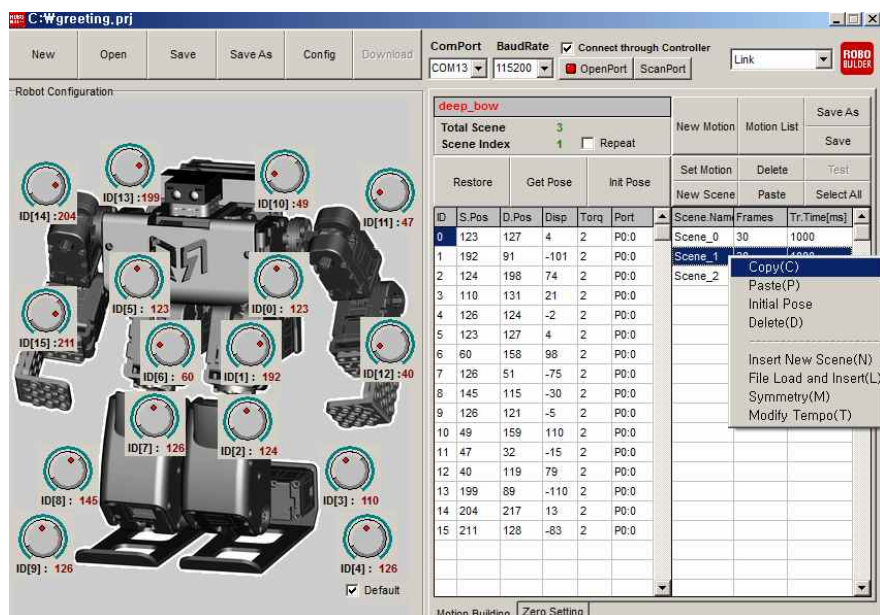 C:₩greeting.prj
New Open Save Save As Config Download
ComPort BaudRate Connect through Controller
COM13 115200 OpenPort ScanPort
Link
ROBO BUILDER
Robot Configuration
ID[13] :199
ID[10] :49
ID[14] :204
ID[11] :47
ID[5] : 123
ID[0] : 123
ID[15] :211
ID[6] : 60
ID[1] : 192
ID[12] :40
ID[7] : 126
ID[2] : 124
ID[8] : 145
ID[3] : 110
ID[9] : 126
ID[4] : 126
Default
deep_bow
Total Scene 3
Scene Index 1 Repeat
New Motion Motion List Save As
Save
Restore Get Pose Init Pose
Set Motion Delete Test
New Scene Paste Select All
ID S.Pos D.Pos Disp Torq Port
0 123 127 4 2 P0:0
1 192 91 -101 2 P0:0
2 124 198 74 2 P0:0
3 110 131 21 2 P0:0
4 126 124 -2 2 P0:0
5 123 127 4 2 P0:0
6 60 158 98 2 P0:0
7 126 51 -75 2 P0:0
8 145 115 -30 2 P0:0
9 126 121 -5 2 P0:0
10 49 159 110 2 P0:0
11 47 32 -15 2 P0:0
12 40 119 79 2 P0:0
13 199 89 -110 2 P0:0
14 204 217 13 2 P0:0
15 211 128 -83 2 P0:0
Scene.Name Frames Tr.Time[ms]
Scene_0 30 1000
Scene_1
Scene_2
Copy(C)
Paste(P)
Initial Pose
Delete(D)
Insert New Scene(N)
File Load and Insert(L)
Symmetry(M)
Modify Tempo(T)
Motion Building Zero Setting